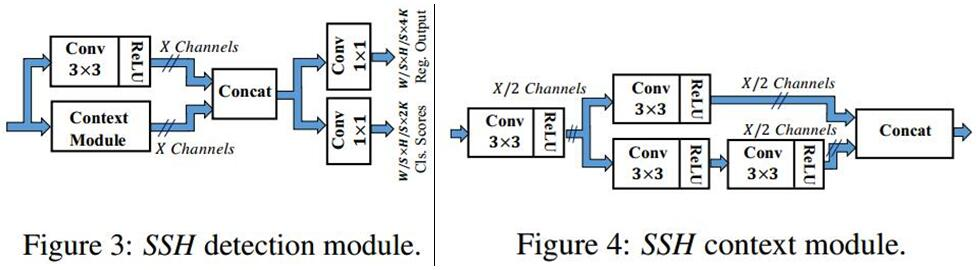 Conv
3×3
ReLU
X Channels
Context
Module
X Channels
Concat
Conv
1×1
W/S×H/S×4K
Reg. Output
Conv
1×1
W/S×H/S×2K
Cls. Scores
Figure 3: SSH detection module.
X/2 Channels
Conv
3×3
ReLU
Conv
3×3
ReLU
X/2 Channels
Conv
3×3
ReLU
X/2 Channels
Conv
3×3
ReLU
Concat
Figure 4: SSH context module.